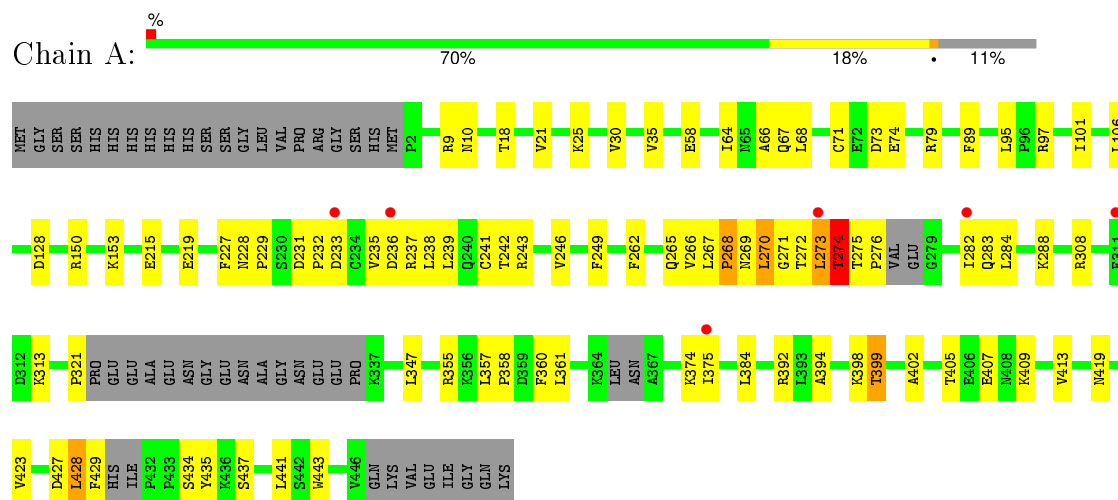 %
Chain A:
70% 18% • 11%
MET GLY SER SER HIS HIS HIS HIS HIS HIS SER SER GLY LEU VAL PRO ARG GLY SER HIS MET P2 R9 N10 T18 V21 K25 V30 V35 E58 I64 N65 A66 Q67 L68 C71 E72 D73 E74 R79 F89 L95 P96 R97 I101 L106
D128 R150 K153 E215 E219 F227 N228 P229 S230 D231 P232 D233 C234 V235 D236 R237 L238 L239 Q240 C241 T242 R243 V246 F249 F262 Q265 V266 L267 P268 N269 L270 G271 T272 L273 T274 T275 P276 VAL GLU G279 I282 Q283 L284 K288 R308 E311
D312 K313 P321 PRO GLU GLU ALA GLU ASN GLY GLU ASN ALA GLY ASN GLU GLU PRO K337 L347 R355 K356 L357 P358 D359 F360 L361 K364 LEU ASN A367 K374 I375 L384 R392 L393 A394 K398 T399 A402 T405 E406 E407 N408 K409 V413 N419
V423 D427 L428 F429 HIS ILE P432 P433 S434 Y435 K436 S437 L441 S442 W443 V446 GLN LYS VAL GLU ILE GLY GLN LYS